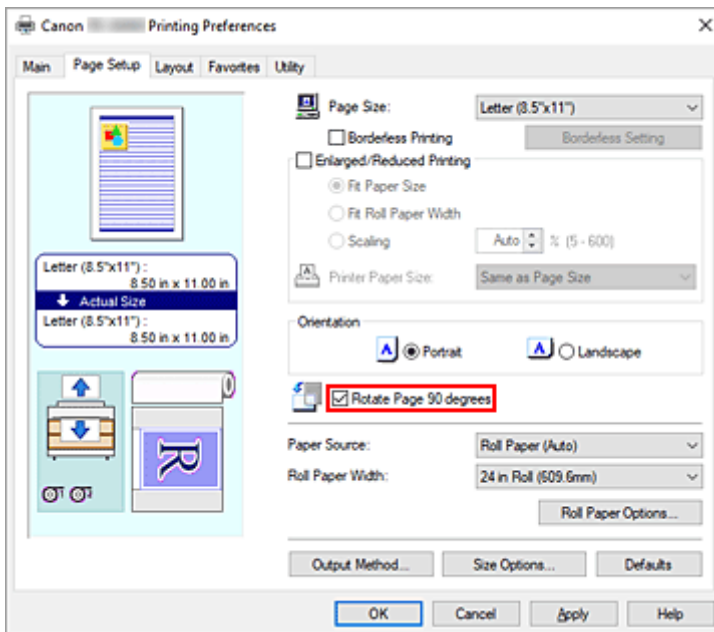 Canon Printing Preferences
Main Page Setup Layout Favorites Utility
Page Size: Letter (8.5"x11")
Borderless Printing Borderless Setting
Enlarged/Reduced Printing
Fit Paper Size
Fit Roll Paper Width
Scaling Auto % (5 - 600)
Printer Paper Size: Same as Page Size
Letter (8.5"x11") :
8.50 in x 11.00 in
Actual Size
Letter (8.5"x11") :
8.50 in x 11.00 in
Orientation
A Portrait A Landscape
Rotate Page 90 degrees
R
Paper Source: Roll Paper (Auto)
Roll Paper Width: 24 in Roll (609.6mm)
Roll Paper Options...
Output Method... Size Options... Defaults
OK Cancel Apply Help